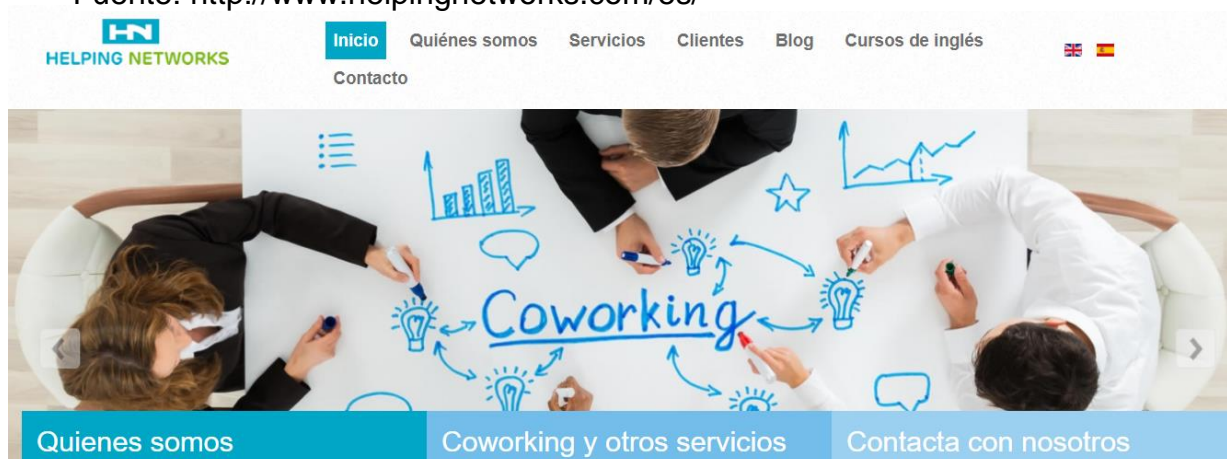 Fuente: http://www.helpingnetworks.com/es/
HN
HELPING NETWORKS
Inicio Quiénes somos Servicios Clientes Blog Cursos de inglés
Contacto
Coworking
Quienes somos Coworking y otros servicios Contacta con nosotros